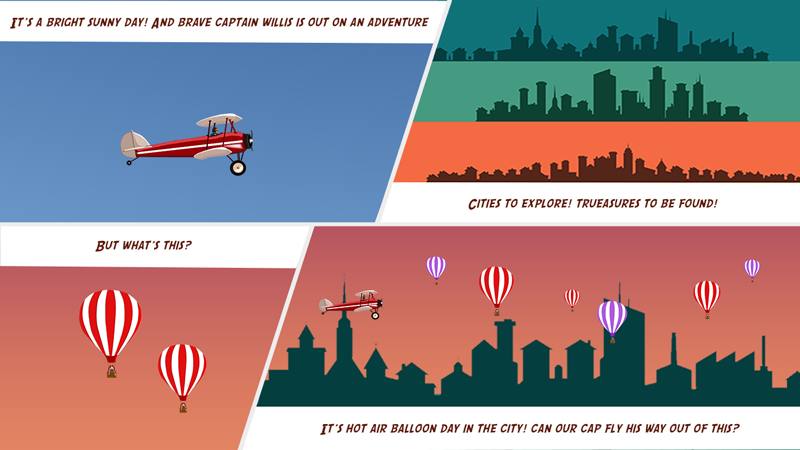 It's a bright sunny day! And brave captain willis is out on an adventure
Cities to explore! Trueasures to be found!
But what's this?
It's hot air balloon day in the city! can our cap fly his way out of this?